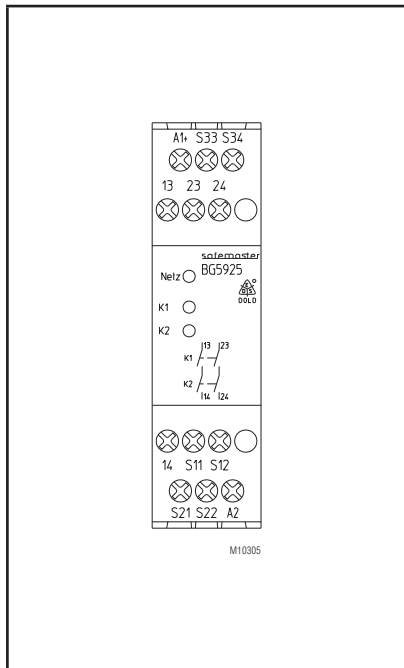 A1+ S33 S34
13 23 24
safemaster
BG5925
Netz
DOLD
K1
K2
13 23
K1
K2
14 24
14 S11 S12
S21 S22 A2
M10305